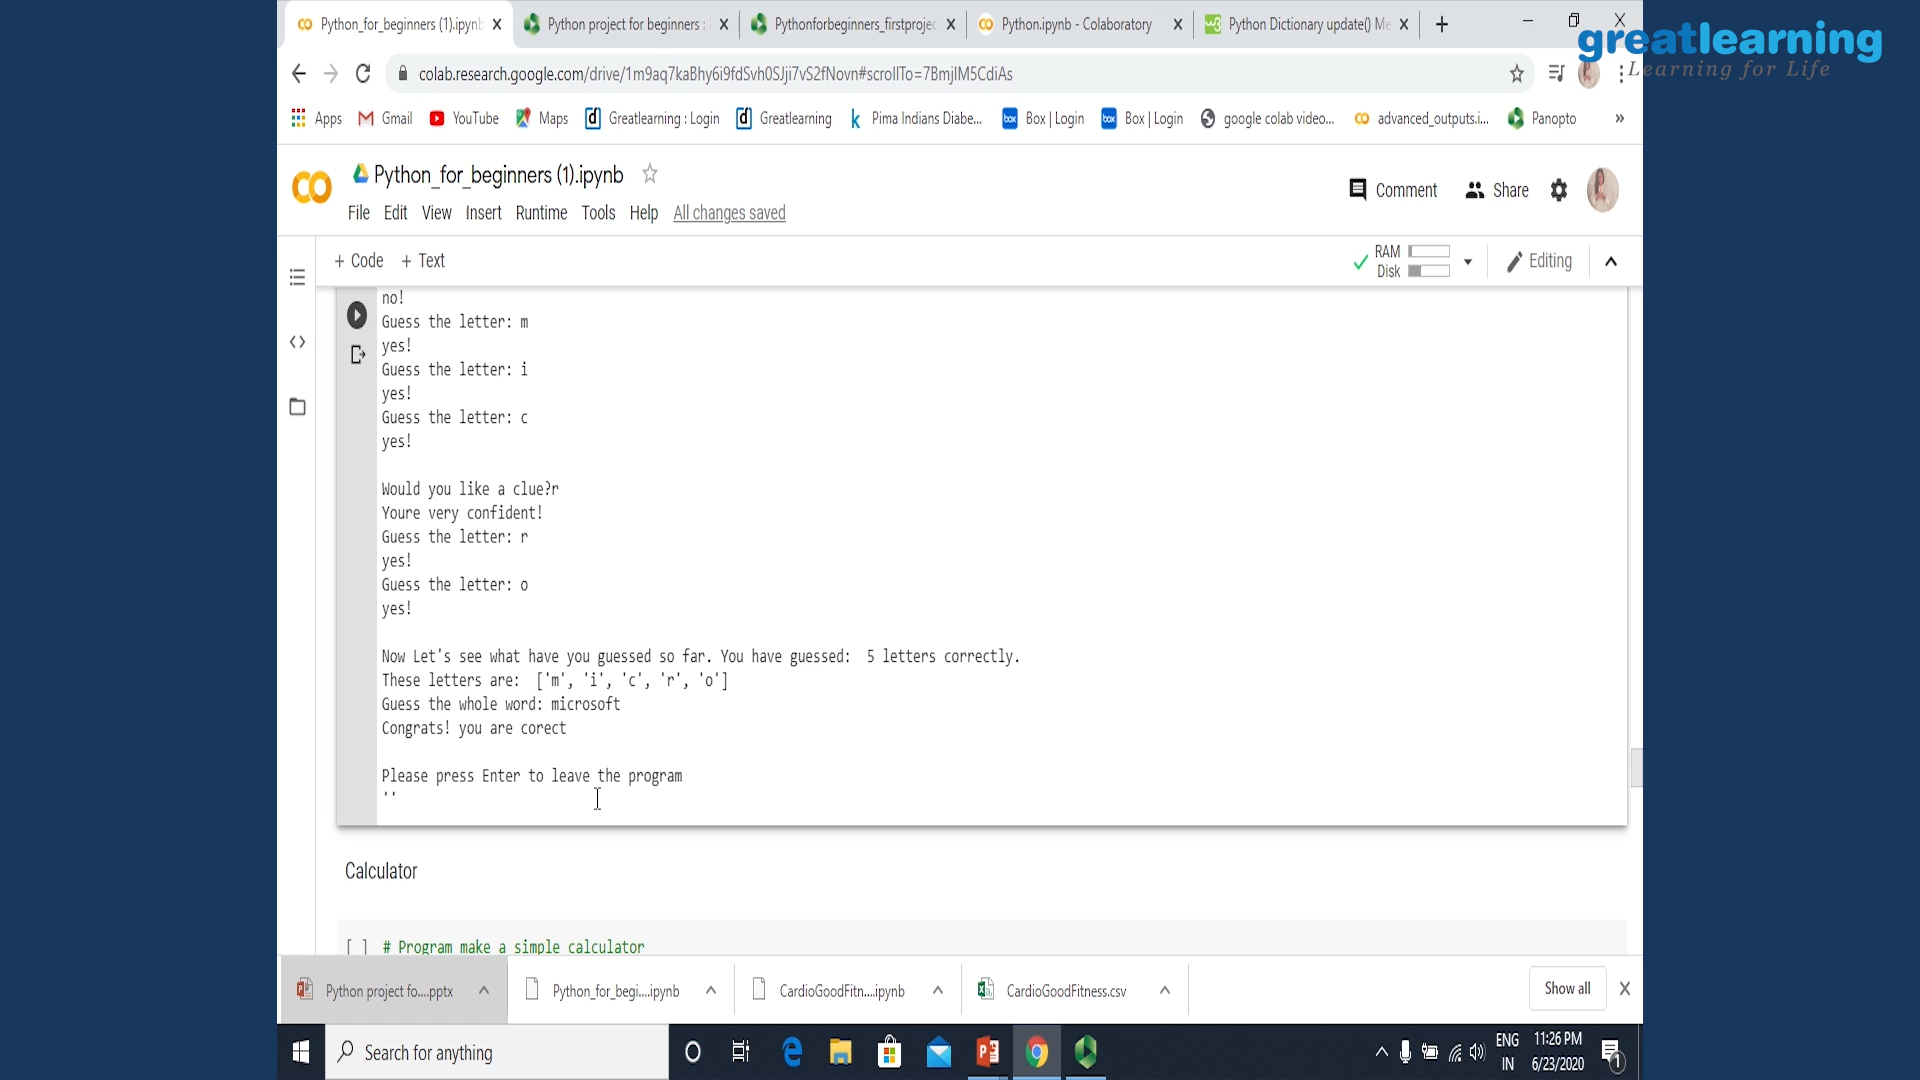 Python_for_beginners (1).ipynb
Python project for beginners :
Pythonforbeginners_firstprojec
Python.ipynb - Colaboratory
Python Dictionary update() Me
greatlearning
Learning for Life
colab.research.google.com/drive/1m9aq7kaBhy6i9fdSvh0SJji7vS2fNovn#scrollTo=7BmjlM5CdiAs
Apps
Gmail
YouTube
Maps
Greatlearning : Login
Greatlearning
Pima Indians Diabe...
Box | Login
Box | Login
google colab video...
advanced_outputs.i...
Panopto
»
Python_for_beginners (1).ipynb
Comment
Share
File Edit View Insert Runtime Tools Help All changes saved
+ Code + Text
RAM
Disk
Editing
no!
Guess the letter: m
yes!
Guess the letter: i
yes!
Guess the letter: c
yes!
Would you like a clue?r
Youre very confident!
Guess the letter: r
yes!
Guess the letter: o
yes!
Now Let's see what have you guessed so far. You have guessed:  5 letters correctly.
These letters are:  ['m', 'i', 'c', 'r', 'o']
Guess the whole word: microsoft
Congrats! you are corect
Please press Enter to leave the program
''
Calculator
[ ] # Program make a simple calculator
Python project fo....pptx
Python_for_begi....ipynb
CardioGoodFitn....ipynb
CardioGoodFitness.csv
Show all
Search for anything
ENG
IN
11:26 PM
6/23/2020
1